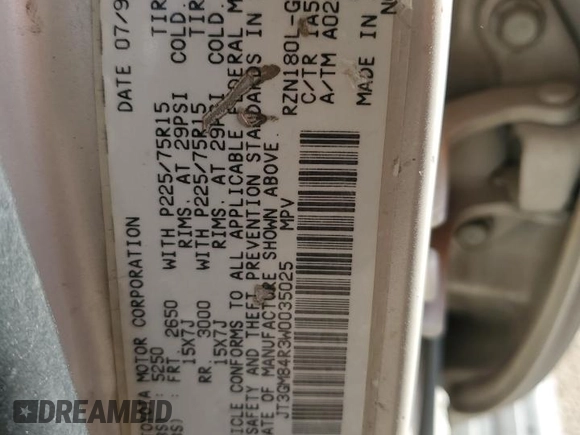 MOTOR CORPORATION DATE 07/9
5250
FRT. 2650 WITH P225/75R15 TIR
15X7J RIMS. AT 29PSI COLD.
RR. 3000 WITH P225/75R15 TIR
15X7J RIMS. AT 29PSI COLD.
CONFORMS TO ALL APPLICABLE FEDERAL M
SAFETY AND THEFT PREVENTION STANDARDS IN
DATE OF MANUFACTURE SHOWN ABOVE.
JT3GM84R3W0035025 MPV
RZN180L-G
C/TR 1A5
A/TM A02
MADE IN
DREAMBID